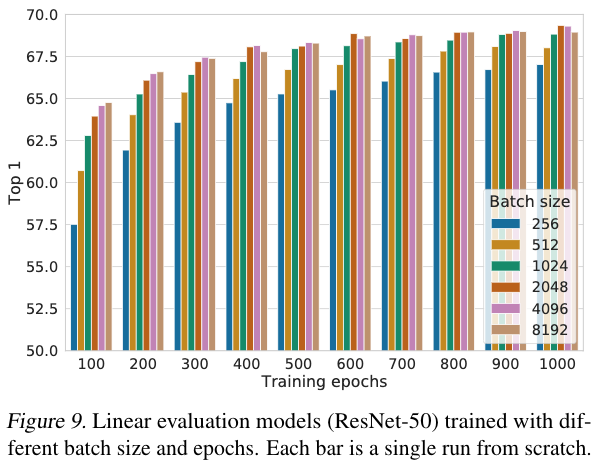 70.0
67.5
65.0
62.5
60.0
57.5
55.0
52.5
50.0
Top 1
Batch size
256
512
1024
2048
4096
8192
100 200 300 400 500 600 700 800 900 1000
Training epochs
Figure 9. Linear evaluation models (ResNet-50) trained with dif-
ferent batch size and epochs. Each bar is a single run from scratch.